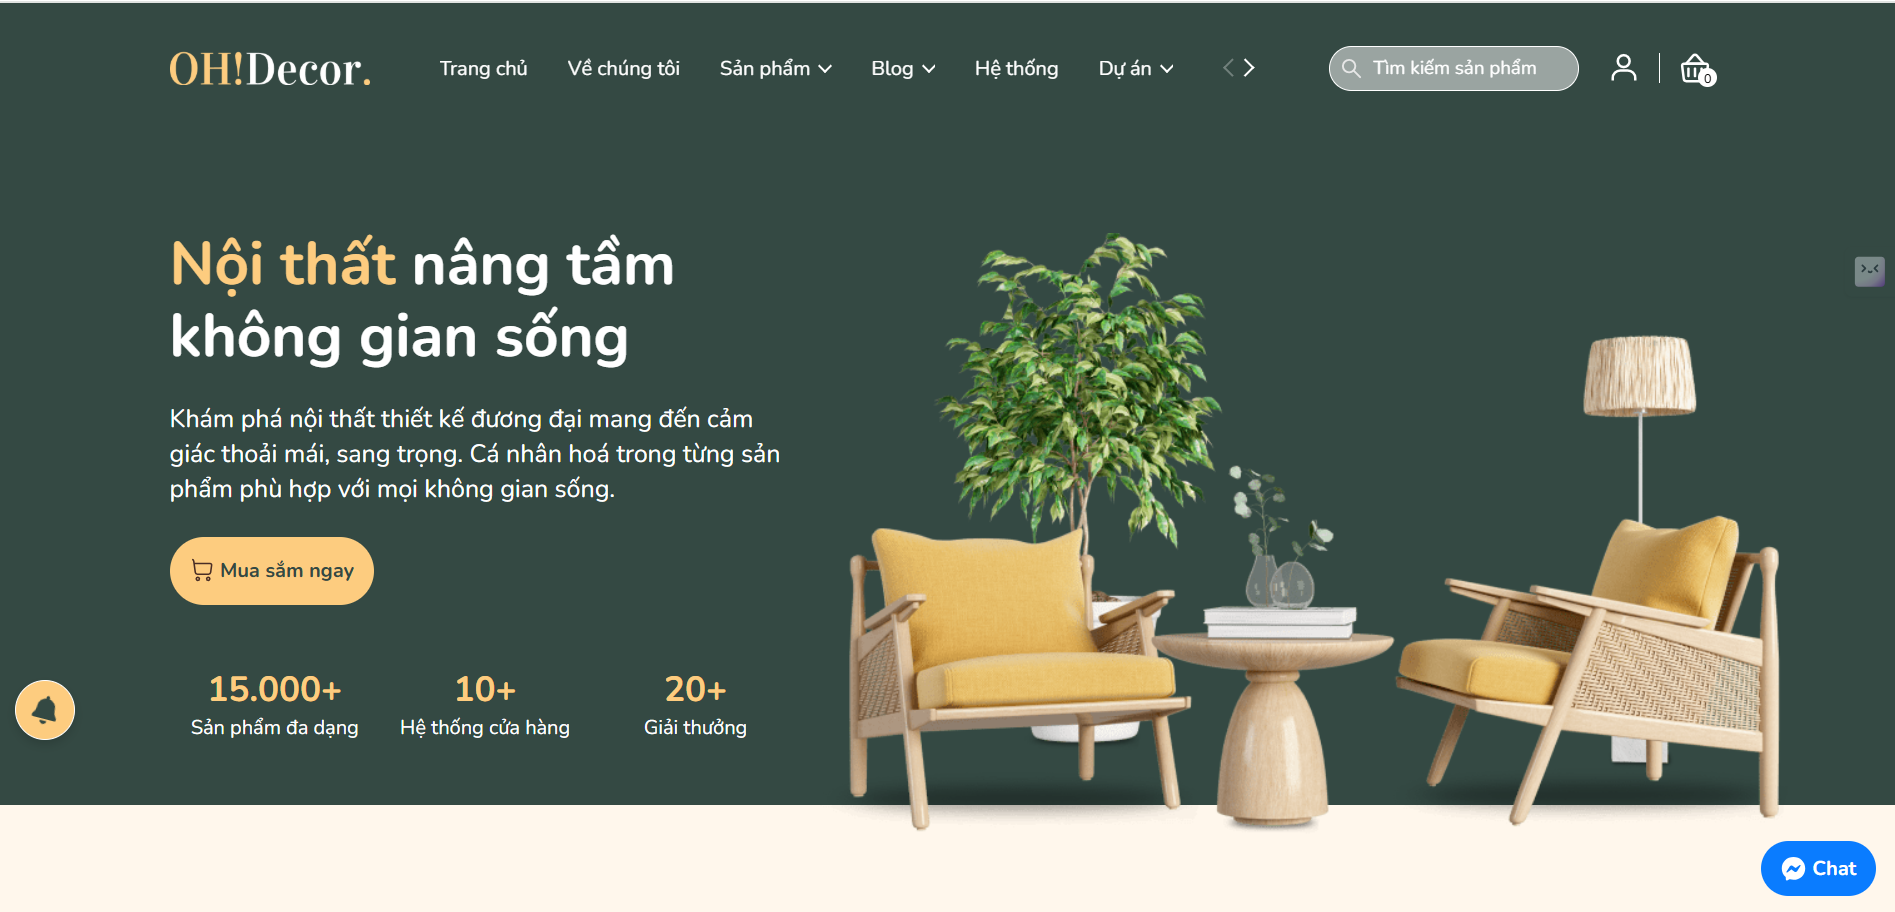 OH!Decor.
Trang chủ
Về chúng tôi
Sản phẩm
Blog
Hệ thống
Dự án
Tìm kiếm sản phẩm
0
Nội thất nâng tầm
không gian sống
Khám phá nội thất thiết kế đương đại mang đến cảm
giác thoải mái, sang trọng. Cá nhân hoá trong từng sản
phẩm phù hợp với mọi không gian sống.
Mua sắm ngay
15.000+
Sản phẩm đa dạng
10+
Hệ thống cửa hàng
20+
Giải thưởng
Chat